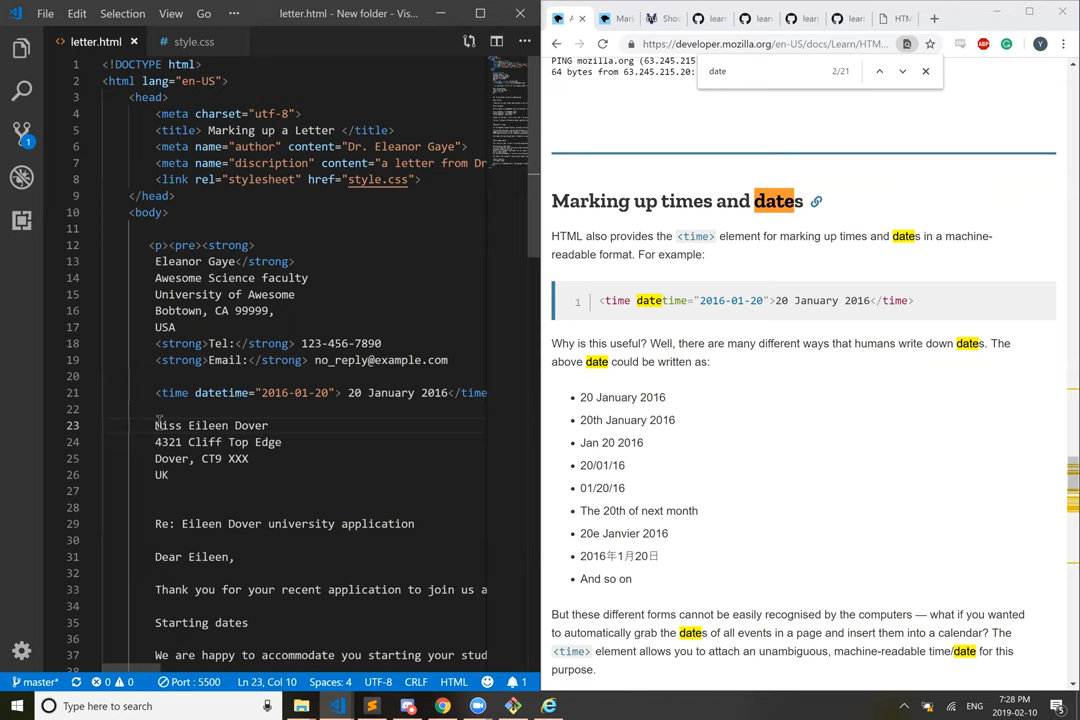 File Edit Selection View Go ··· letter.html - New folder - Vis...
letter.html × # style.css
1 <!DOCTYPE html>
2 <html lang="en-US">
3 <head>
4 <meta charset="utf-8">
5 <title> Marking up a Letter </title>
6 <meta name="author" content="Dr. Eleanor Gaye">
7 <meta name="discription" content="a letter from Dr
8 <link rel="stylesheet" href="style.css">
9 </head>
10 <body>
11
12 <p><pre><strong>
13 Eleanor Gaye</strong>
14 Awesome Science faculty
15 University of Awesome
16 Bobtown, CA 99999,
17 USA
18 <strong>Tel:</strong> 123-456-7890
19 <strong>Email:</strong> no_reply@example.com
20
21 <time datetime="2016-01-20"> 20 January 2016</time
22
23 Miss Eileen Dover
24 4321 Cliff Top Edge
25 Dover, CT9 XXX
26 UK
27
28
29 Re: Eileen Dover university application
30
31 Dear Eileen,
32
33 Thank you for your recent application to join us a
34
35 Starting dates
36
37 We are happy to accommodate you starting your stud
master* 0 0 Port : 5500 Ln 23, Col 10 Spaces: 4 UTF-8 CRLF HTML 1
Mar Sho learn learn learn learn HTM
https://developer.mozilla.org/en-US/docs/Learn/HTM... ABP Y
PING mozilla.org (63.245.215
64 bytes from 63.245.215.20:
date 2/21
Marking up times and dates
HTML also provides the <time> element for marking up times and dates in a machine-
readable format. For example:
1 <time datetime="2016-01-20">20 January 2016</time>
Why is this useful? Well, there are many different ways that humans write down dates. The
above date could be written as:
• 20 January 2016
• 20th January 2016
• Jan 20 2016
• 20/01/16
• 01/20/16
• The 20th of next month
• 20e Janvier 2016
• 2016年1月20日
• And so on
But these different forms cannot be easily recognised by the computers — what if you wanted
to automatically grab the dates of all events in a page and insert them into a calendar? The
<time> element allows you to attach an unambiguous, machine-readable time/date for this
purpose.
Type here to search
ENG
7:28 PM
2019-02-10
5